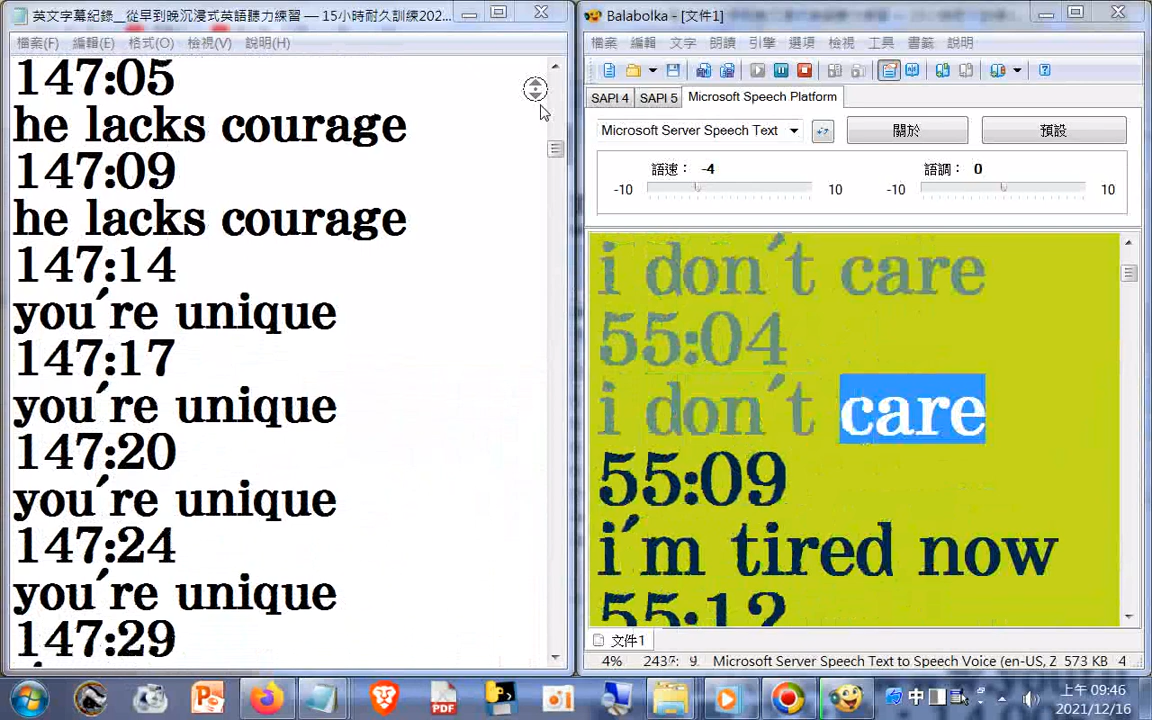 英文字幕紀錄__從早到晚沉浸式英語聽力練習 — 15小時耐久訓練202...
檔案(F) 編輯(E) 格式(O) 檢視(V) 說明(H)
147:05
he lacks courage
147:09
he lacks courage
147:14
you´re unique
147:17
you´re unique
147:20
you´re unique
147:24
you´re unique
147:29
Balabolka - [文件1]
檔案 編輯 文字 朗讀 引擎 選項 檢視 工具 書籤 說明
SAPI 4 SAPI 5 Microsoft Speech Platform
Microsoft Server Speech Text 關於 預設
語速： -4 語調： 0
-10 10 -10 10
i don´t care
55:04
i don´t care
55:09
i´m tired now
55:12
文件1
4% Microsoft Server Speech Text to Speech Voice (en-US, Z 573 KB 4
PDF 中 上午 09:46
2021/12/16